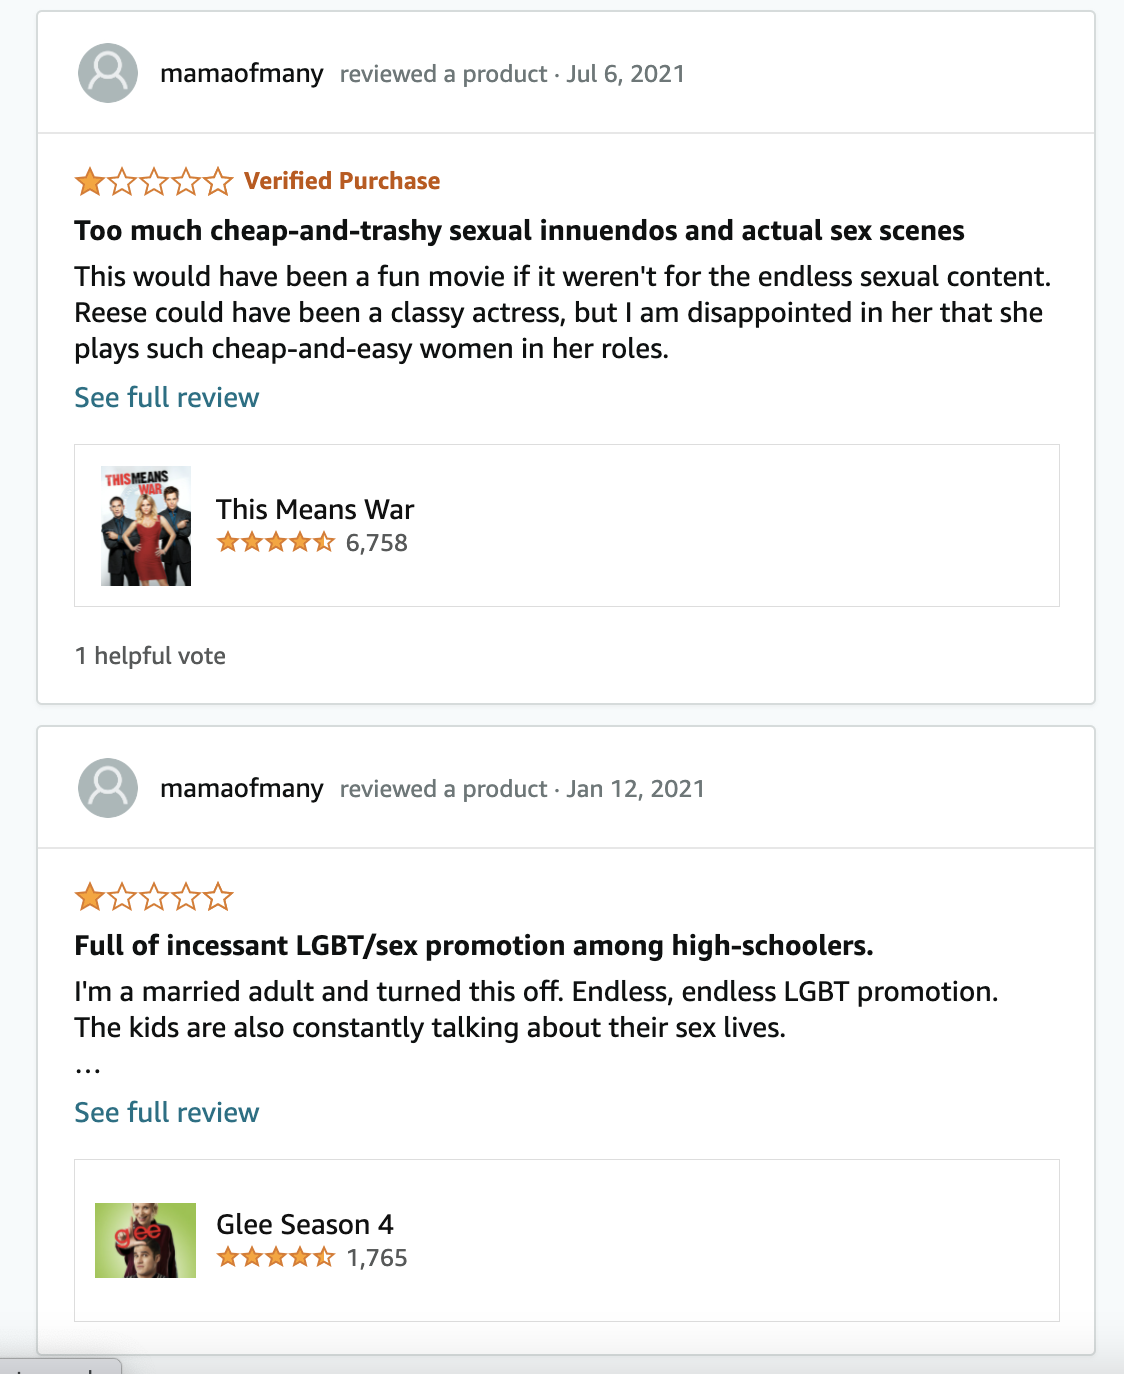 mamaofmany reviewed a product · Jul 6, 2021
Verified Purchase
Too much cheap-and-trashy sexual innuendos and actual sex scenes
This would have been a fun movie if it weren't for the endless sexual content.
Reese could have been a classy actress, but I am disappointed in her that she
plays such cheap-and-easy women in her roles.
See full review
THIS MEANS
WAR
This Means War
6,758
1 helpful vote
mamaofmany reviewed a product · Jan 12, 2021
Full of incessant LGBT/sex promotion among high-schoolers.
I'm a married adult and turned this off. Endless, endless LGBT promotion.
The kids are also constantly talking about their sex lives.
...
See full review
glee
Glee Season 4
1,765